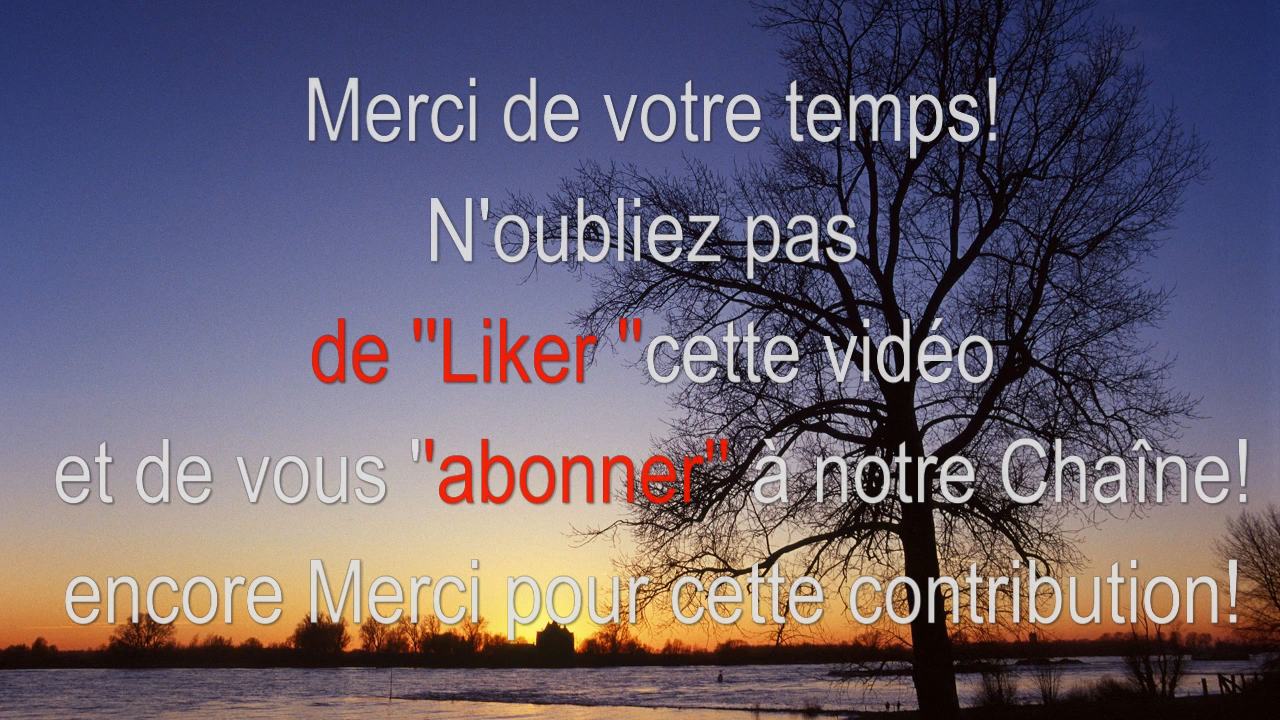 Merci de votre temps!
N'oubliez pas
de "Liker "cette vidéo
et de vous "abonner" à notre Chaîne!
encore Merci pour cette contribution!